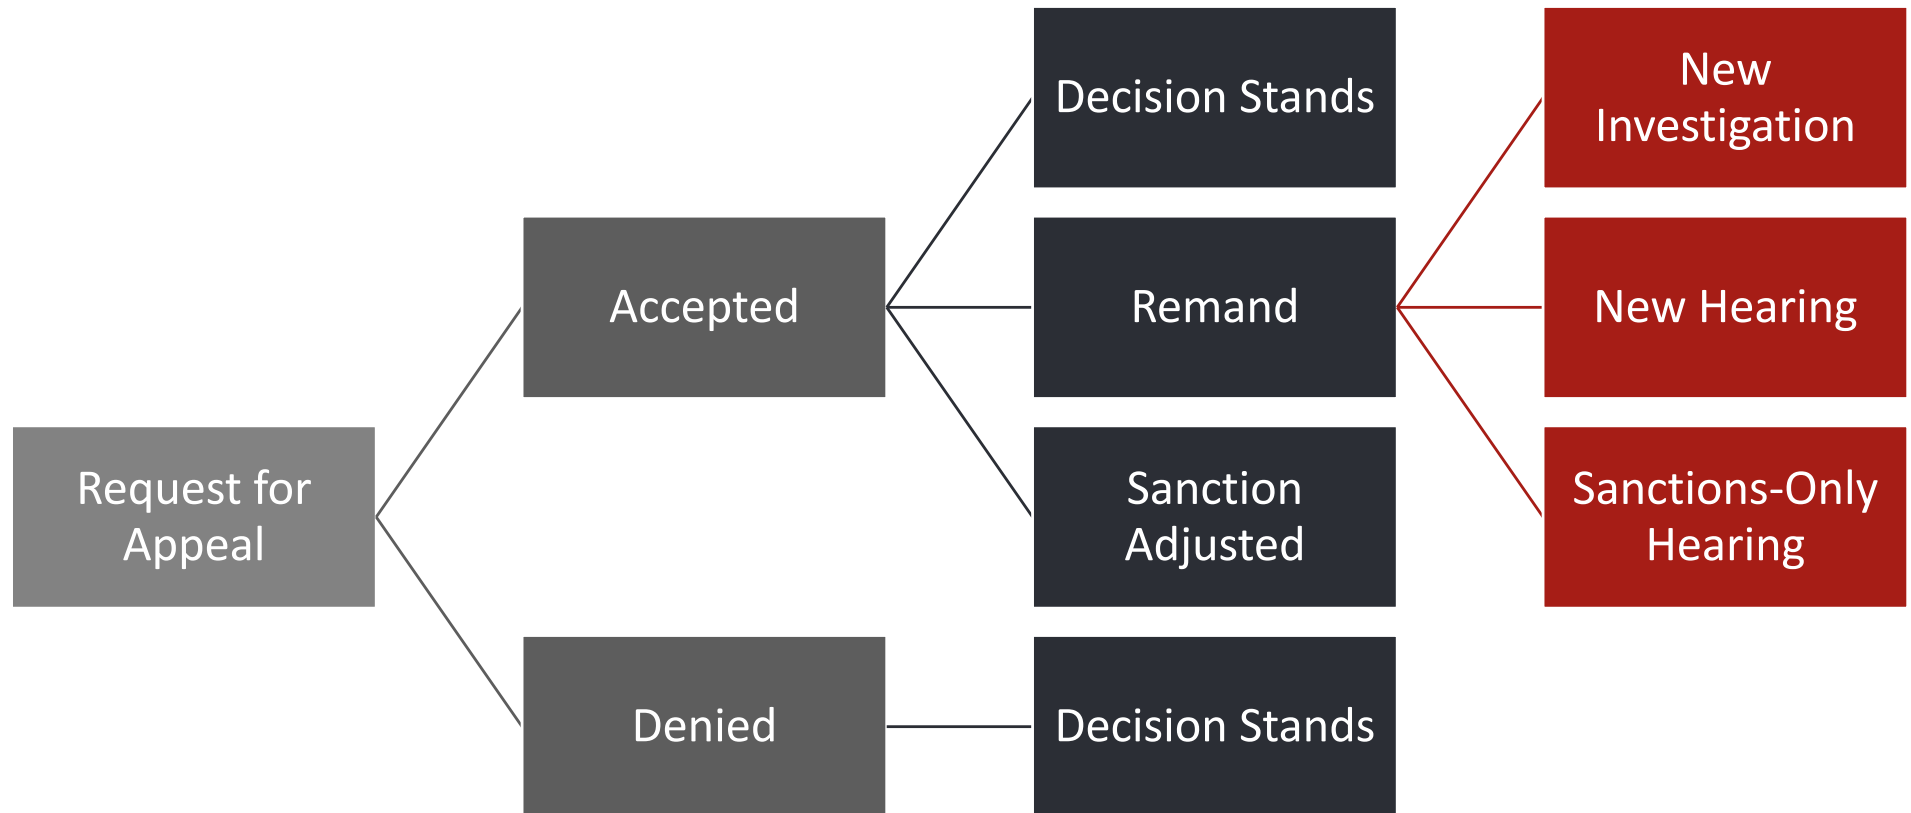 Request for
Appeal
Accepted
Denied
Decision Stands
Remand
Sanction
Adjusted
Decision Stands
New
Investigation
New Hearing
Sanctions-Only
Hearing